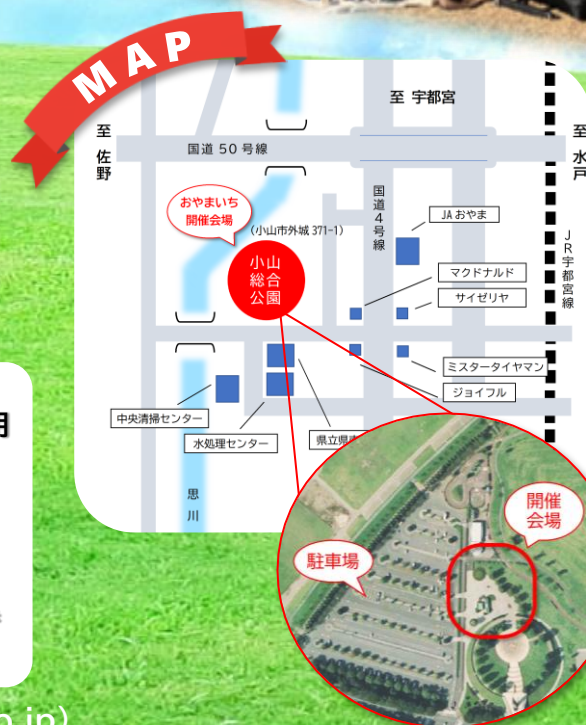 MAP
至 宇都宮
至
佐
野
至
水
戸
国道 50 号線
おやまいち
開催会場
(小山市外城 371-1)
国
道
4
号
線
JA おやま
J
R
宇
都
宮
線
小山
総合
公園
マクドナルド
サイゼリヤ
ミスタータイヤマン
ジョイフル
中央清掃センター
水処理センター
県立県
思
川
開催
会場
駐車場
月
.jp)